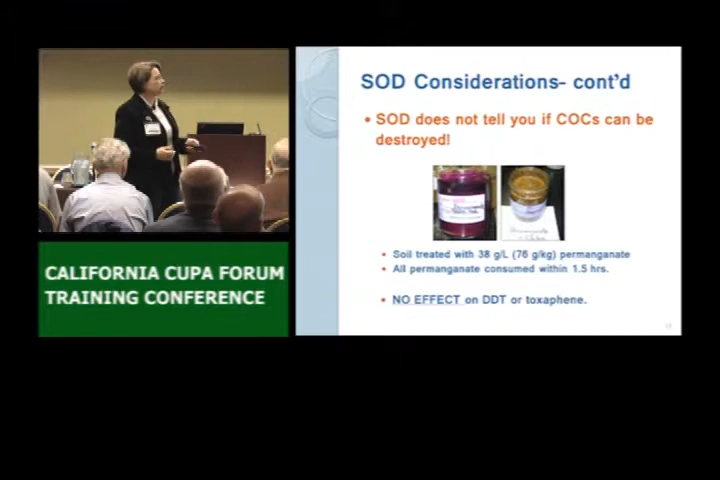 SOD Considerations- cont'd
• SOD does not tell you if COCs can be
destroyed!
• Soil treated with 38 g/L (76 g/kg) permanganate
• All permanganate consumed within 1.5 hrs.
• NO EFFECT on DDT or toxaphene.
CALIFORNIA CUPA FORUM
TRAINING CONFERENCE